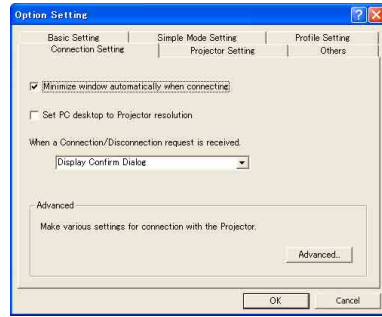 Option Setting
Basic Setting Simple Mode Setting Profile Setting
Connection Setting Projector Setting Others
Minimize window automatically when connecting
Set PC desktop to Projector resolution
When a Connection/Disconnection request is received.
Display Confirm Dialog
Advanced
Make various settings for connection with the Projector.
Advanced..
OK Cancel